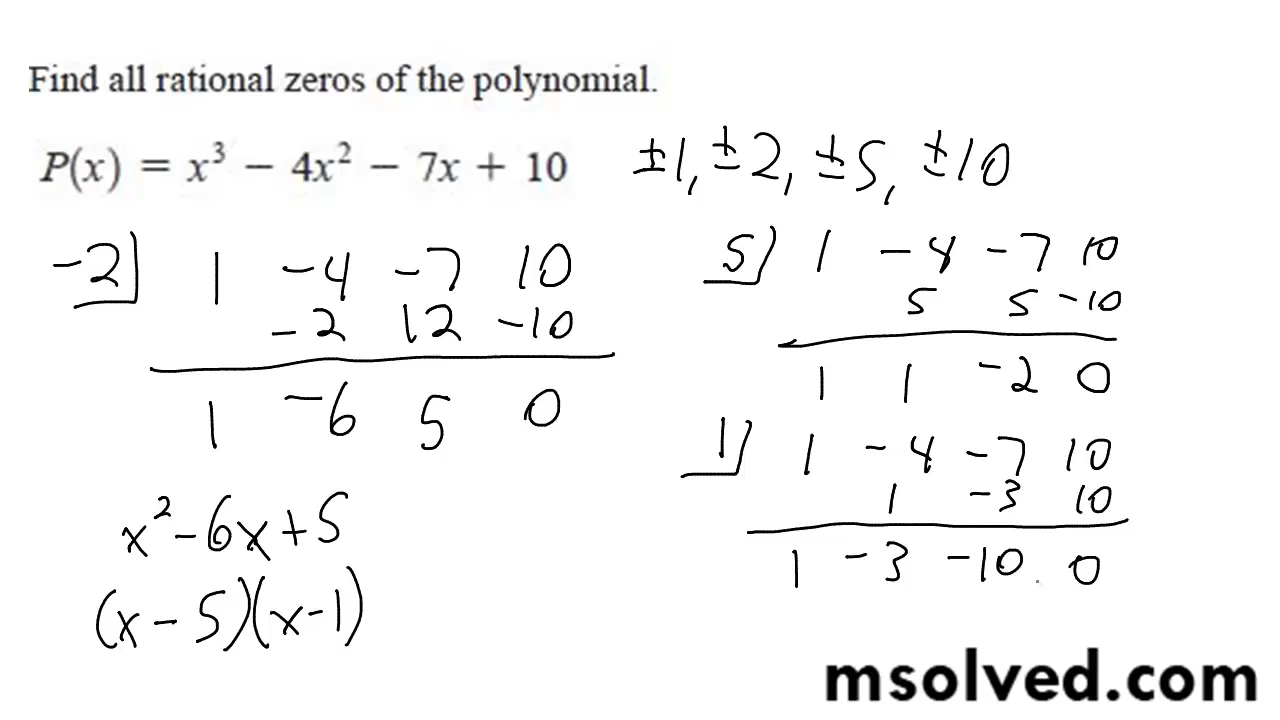 Find all rational zeros of the polynomial.
P(x) = x³ − 4x² − 7x + 10
±1, ±2, ±5, ±10
-2| 1 -4 -7 10
-2 12 -10
1 -6 5 0
x² - 6x + 5
(x - 5)(x - 1)
5| 1 -4 -7 10
5 5 -10
1 1 -2 0
1| 1 -4 -7 10
1 -3 10
1 -3 -10 0
msolved.com